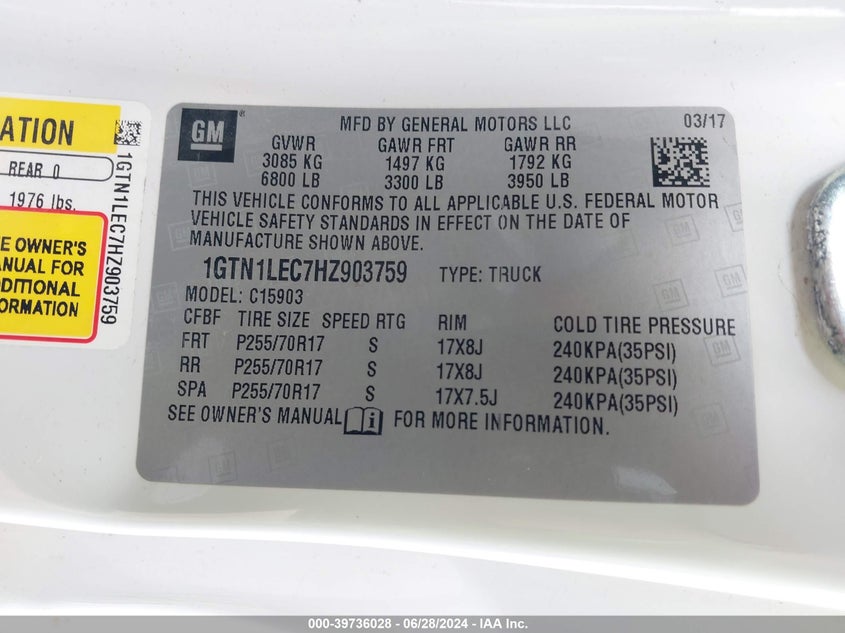 ATION
REAR 0
1976 lbs.
E OWNER'S
ANUAL FOR
DDITIONAL
FORMATION
1GTN1LEC7HZ903759
GM ®
MFD BY GENERAL MOTORS LLC 03/17
GVWR GAWR FRT GAWR RR
3085 KG 1497 KG 1792 KG
6800 LB 3300 LB 3950 LB
THIS VEHICLE CONFORMS TO ALL APPLICABLE U.S. FEDERAL MOTOR
VEHICLE SAFETY STANDARDS IN EFFECT ON THE DATE OF
MANUFACTURE SHOWN ABOVE.
1GTN1LEC7HZ903759 TYPE: TRUCK
MODEL: C15903
CFBF TIRE SIZE SPEED RTG RIM COLD TIRE PRESSURE
FRT P255/70R17 S 17X8J 240KPA(35PSI)
RR P255/70R17 S 17X8J 240KPA(35PSI)
SPA P255/70R17 S 17X7.5J 240KPA(35PSI)
SEE OWNER'S MANUAL FOR MORE INFORMATION.
000-39736028 - 06/28/2024 - IAA Inc.